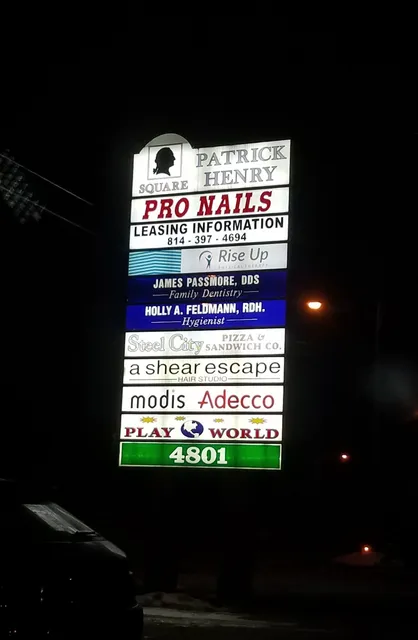 PATRICK
HENRY
SQUARE
PRO NAILS
LEASING INFORMATION
814 - 397 - 4694
Rise Up
JAMES PASSMORE, DDS
Family Dentistry
HOLLY A. FELDMANN, RDH.
Hygienist
Steel City PIZZA &
SANDWICH CO.
a shear escape
HAIR STUDIO
modis Adecco
PLAY WORLD
4801